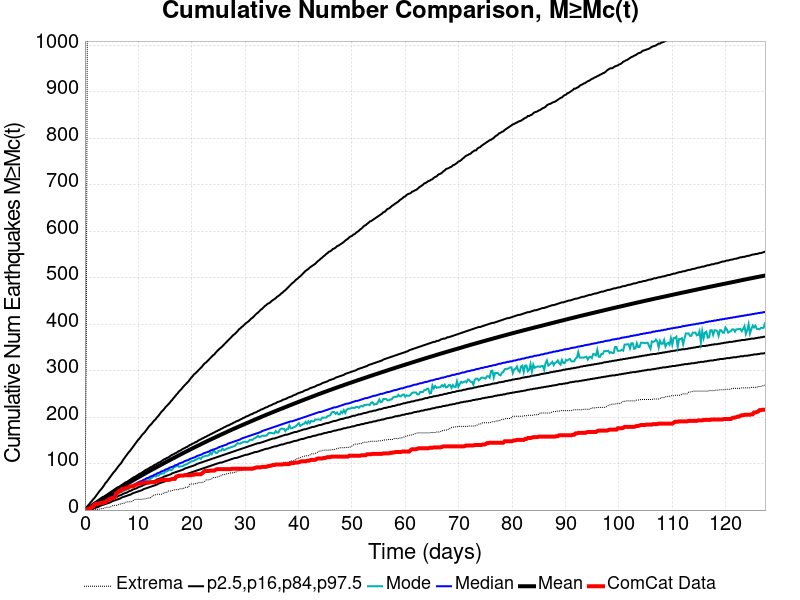 Cumulative Number Comparison, M≥Mc(t)
Cumulative Num Earthquakes M≥Mc(t)
1000
900
800
700
600
500
400
300
200
100
0
0 10 20 30 40 50 60 70 80 90 100 110 120
Time (days)
Extrema p2.5,p16,p84,p97.5 Mode Median Mean ComCat Data